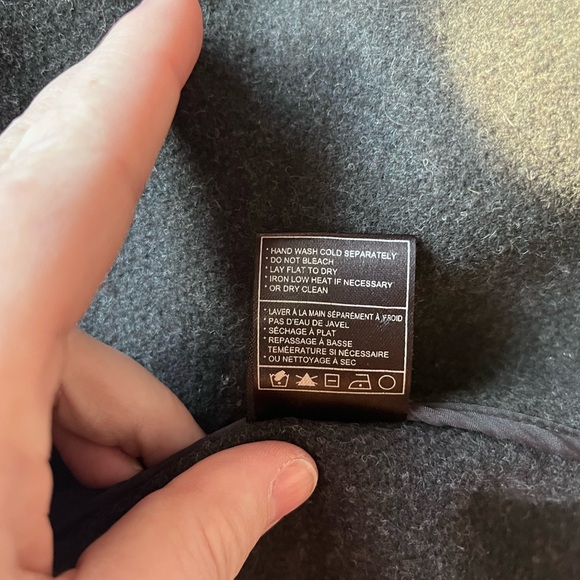 * HAND WASH COLD SEPARATELY
* DO NOT BLEACH
* LAY FLAT TO DRY
* IRON LOW HEAT IF NECESSARY
* OR DRY CLEAN
* LAVER À LA MAIN SÉPARÉMENT À FROID
* PAS D'EAU DE JAVEL
* SÉCHAGE À PLAT
* REPASSAGE À BASSE
TEMÉERATURE SI NÉCESSAIRE
* OU NETTOYAGE À SEC